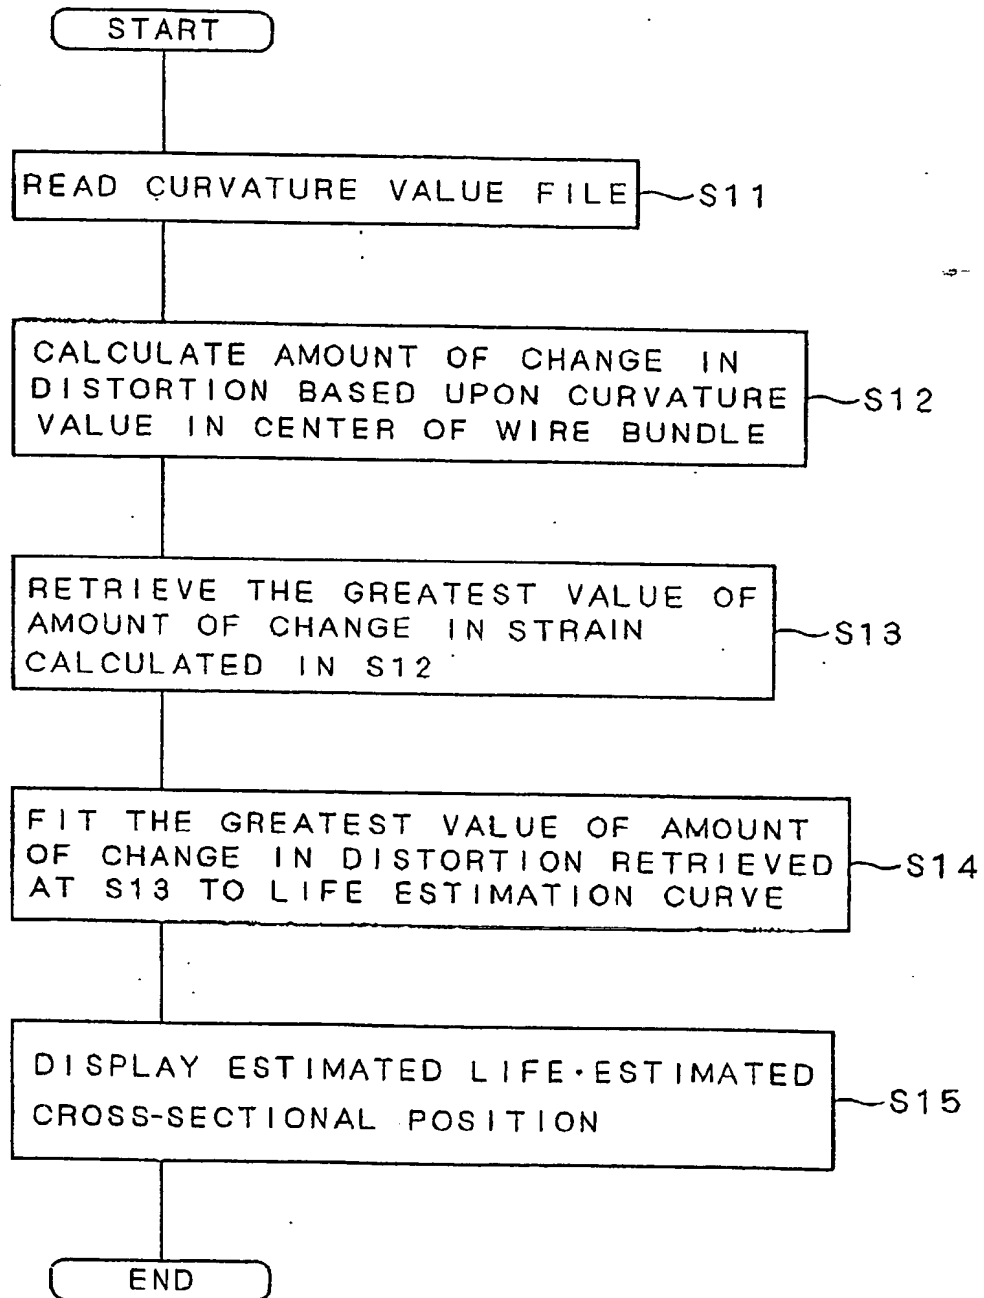 START
READ CURVATURE VALUE FILE
S11
CALCULATE AMOUNT OF CHANGE IN
DISTORTION BASED UPON CURVATURE
VALUE IN CENTER OF WIRE BUNDLE
S12
RETRIEVE THE GREATEST VALUE OF
AMOUNT OF CHANGE IN STRAIN
CALCULATED IN S12
S13
FIT THE GREATEST VALUE OF AMOUNT
OF CHANGE IN DISTORTION RETRIEVED
AT S13 TO LIFE ESTIMATION CURVE
S14
DISPLAY ESTIMATED LIFE・ESTIMATED
CROSS-SECTIONAL POSITION
S15
END